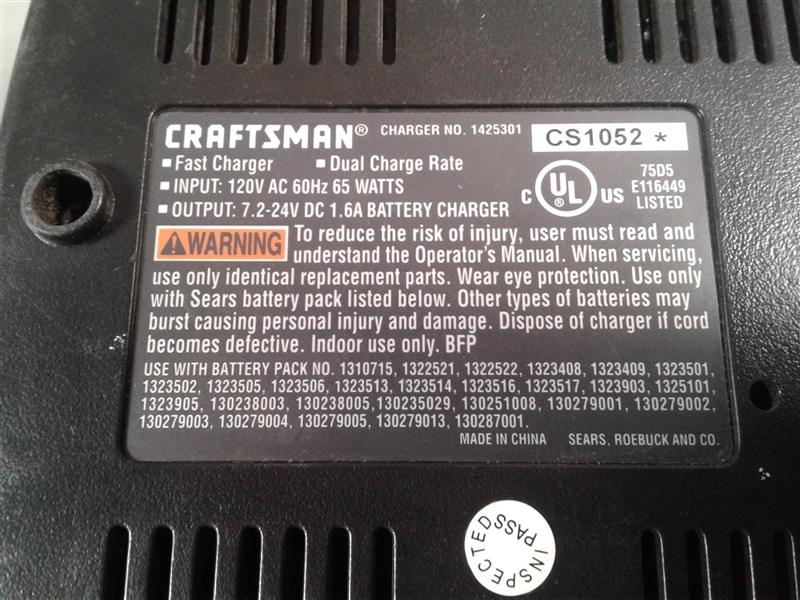 CRAFTSMAN® CHARGER NO. 1425301 CS1052 *
▪ Fast Charger ▪ Dual Charge Rate
▪ INPUT: 120V AC 60Hz 65 WATTS
▪ OUTPUT: 7.2-24V DC 1.6A BATTERY CHARGER
C UL ® US
75D5
E116449
LISTED
WARNING To reduce the risk of injury, user must read and
understand the Operator's Manual. When servicing,
use only identical replacement parts. Wear eye protection. Use only
with Sears battery pack listed below. Other types of batteries may
burst causing personal injury and damage. Dispose of charger if cord
becomes defective. Indoor use only. BFP
USE WITH BATTERY PACK NO. 1310715, 1322521, 1322522, 1323408, 1323409, 1323501,
1323502, 1323505, 1323506, 1323513, 1323514, 1323516, 1323517, 1323903, 1325101,
1323905, 130238003, 130238005,130235029, 130251008, 130279001, 130279002,
130279003, 130279004, 130279005, 130279013, 130287001.
MADE IN CHINA SEARS, ROEBUCK AND CO.
INSPECTED
PASS